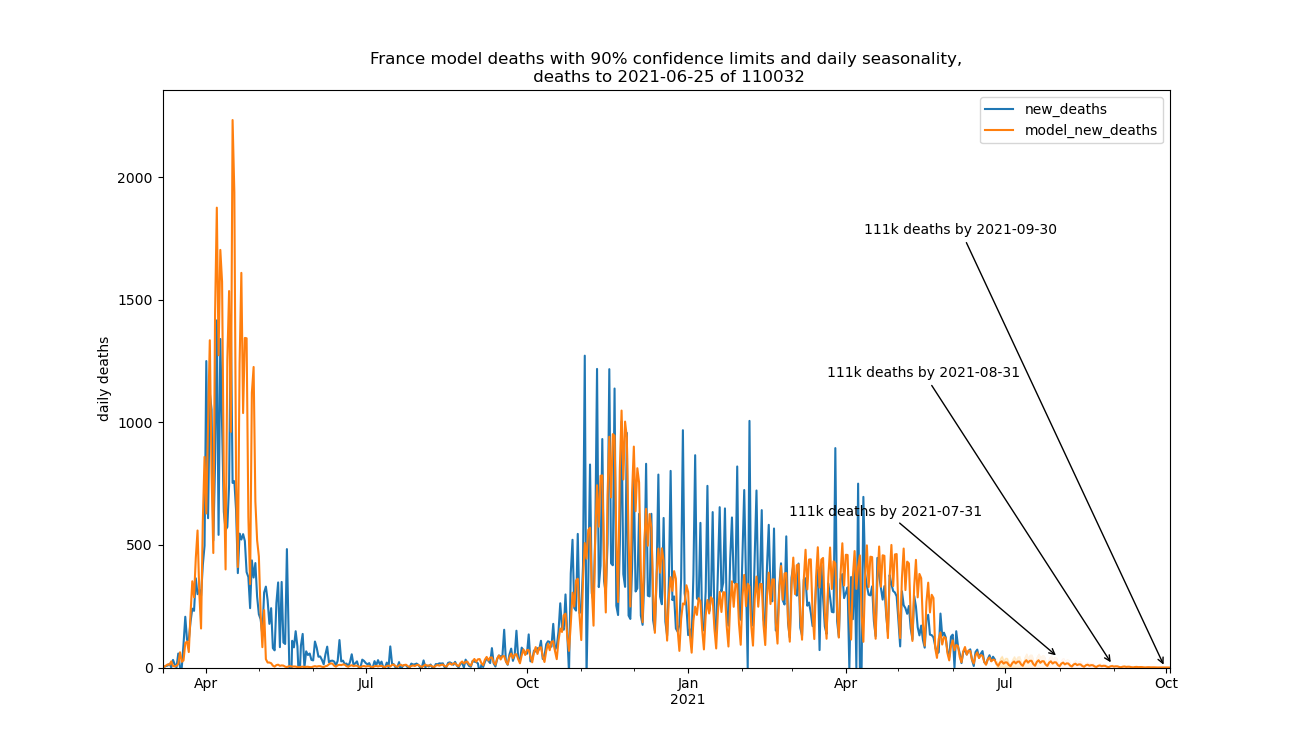 France model deaths with 90% confidence limits and daily seasonality,
deaths to 2021-06-25 of 110032
new_deaths
model_new_deaths
daily deaths
2000
1500
1000
500
0
111k deaths by 2021-09-30
111k deaths by 2021-08-31
111k deaths by 2021-07-31
Apr Jul Oct Jan Apr Jul Oct
2021